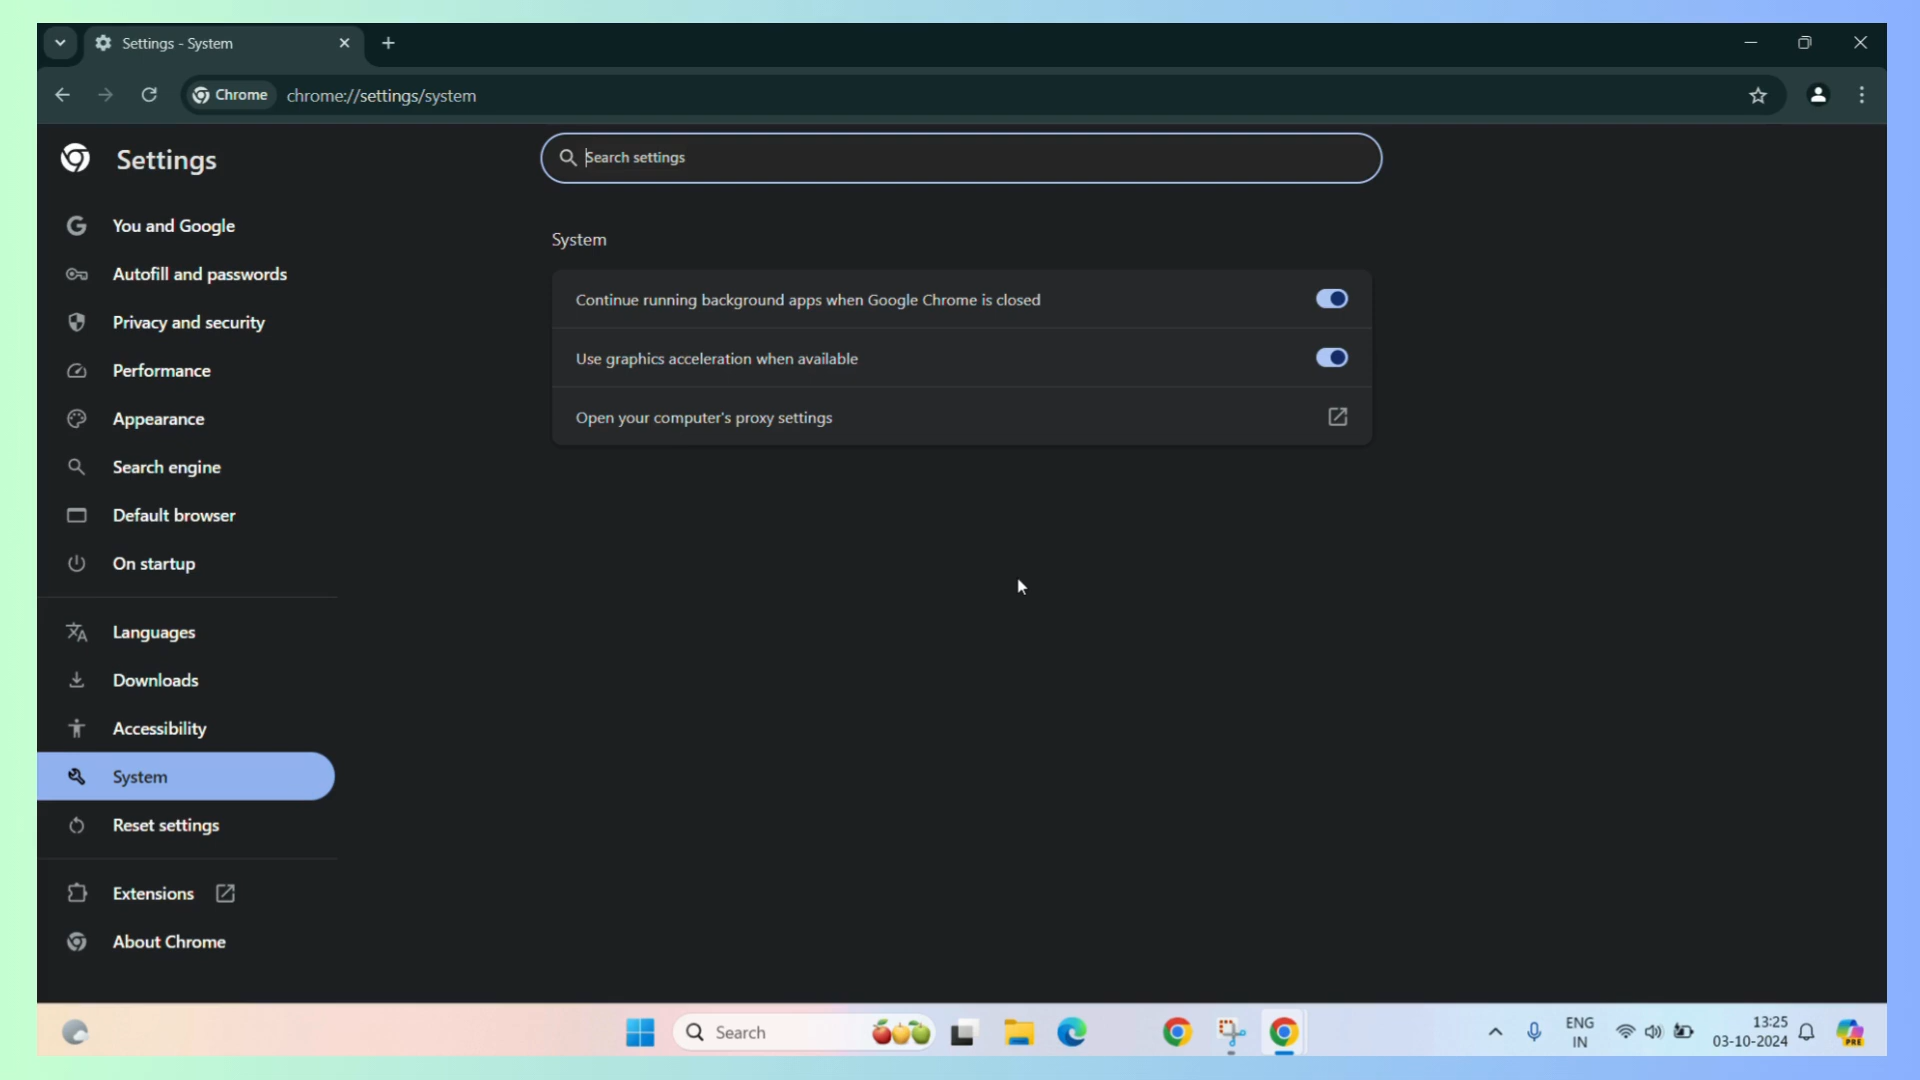 Settings - System
Chrome
chrome://settings/system
Settings
Search settings
You and Google
Autofill and passwords
Privacy and security
Performance
Appearance
Search engine
Default browser
On startup
Languages
Downloads
Accessibility
System
Reset settings
Extensions
About Chrome
System
Continue running background apps when Google Chrome is closed
Use graphics acceleration when available
Open your computer's proxy settings
Search
ENG
IN
13:25
03-10-2024
PRE